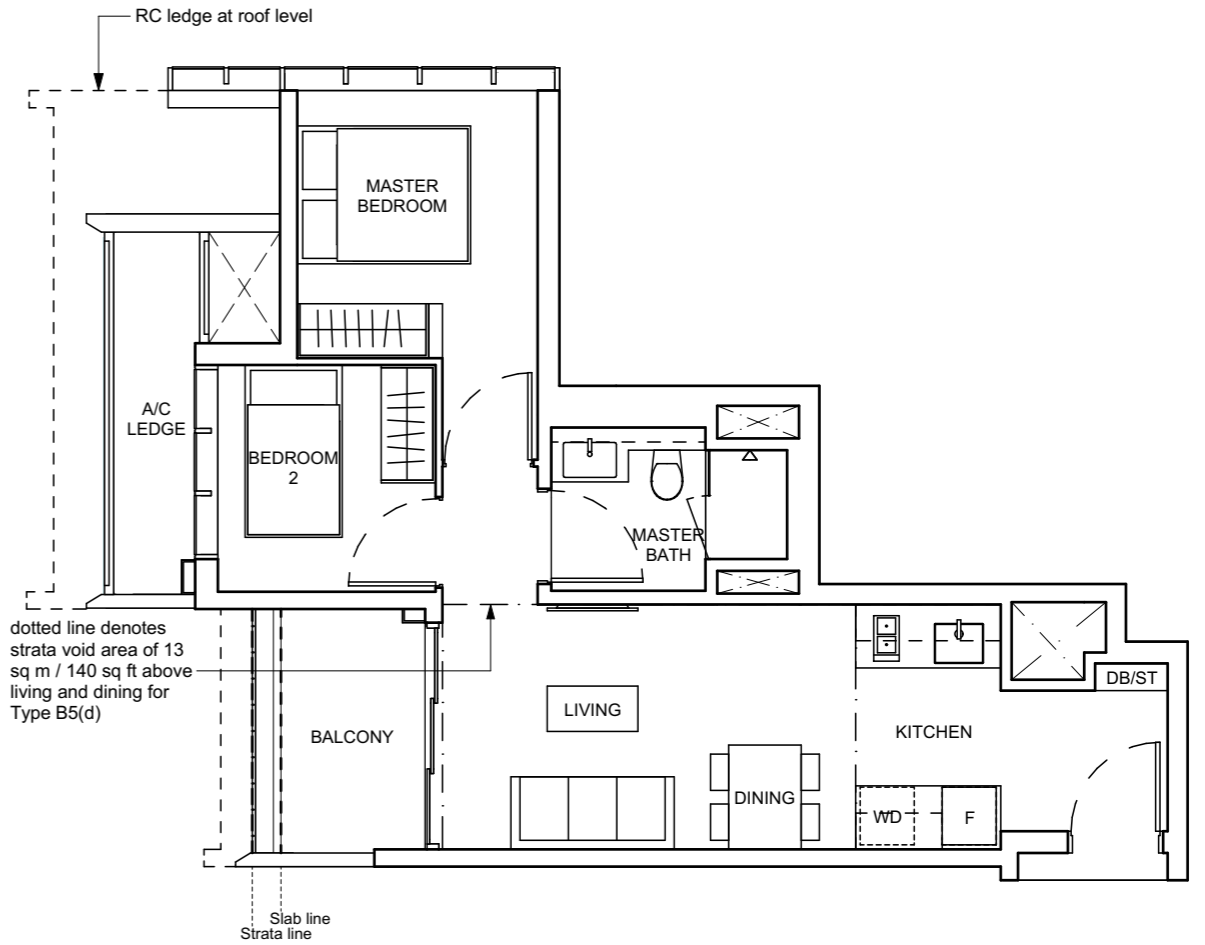 RC ledge at roof level
MASTER
BEDROOM
A/C
LEDGE
BEDROOM
2
MASTER
BATH
dotted line denotes
strata void area of 13
sq m / 140 sq ft above
living and dining for
Type B5(d)
DB/ST
LIVING
BALCONY
KITCHEN
DINING
WD
F
Slab line
Strata line